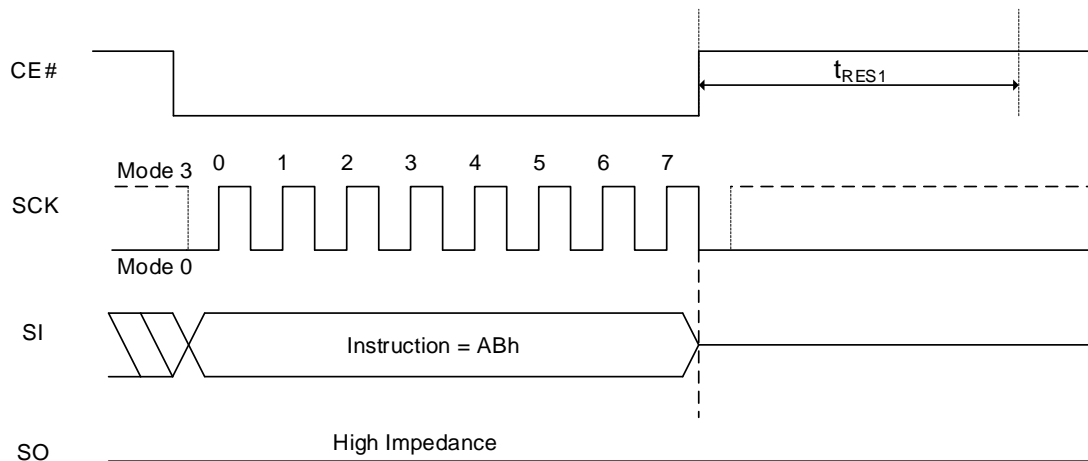 CE#
tRES1
Mode 3
0 1 2 3 4 5 6 7
SCK
Mode 0
SI
Instruction = ABh
High Impedance
SO